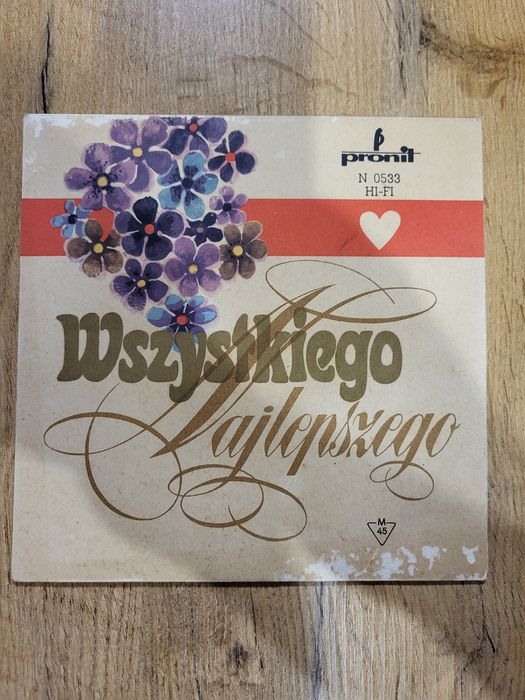 pronit
N 0533
HI-FI
Wszystkiego
Najlepszego
M
45